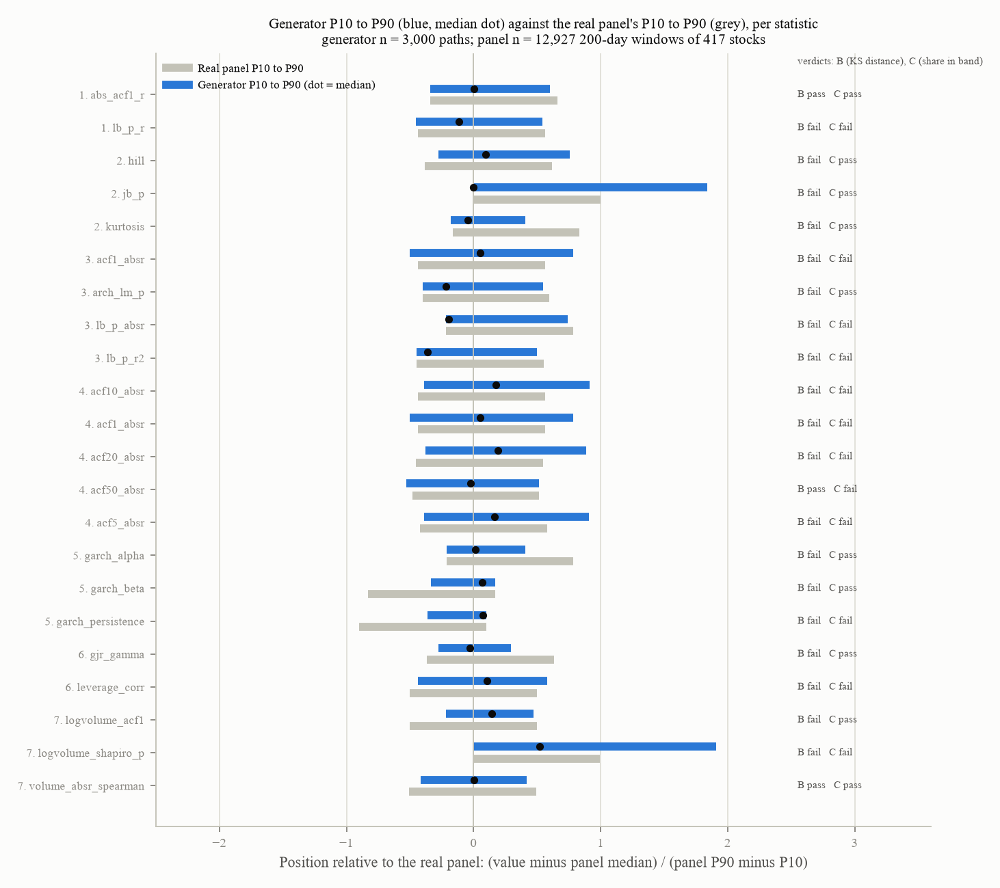 Generator P10 to P90 (blue, median dot) against the real panel's P10 to P90 (grey), per statistic
generator n = 3,000 paths; panel n = 12,927 200-day windows of 417 stocks
verdicts: B (KS distance), C (share in band)
Real panel P10 to P90
Generator P10 to P90 (dot = median)
1. abs_acf1_r B pass C pass
1. lb_p_r B fail C fail
2. hill B fail C pass
2. jb_p B fail C pass
2. kurtosis B fail C pass
3. acf1_absr B fail C fail
3. arch_lm_p B fail C pass
3. lb_p_absr B fail C fail
3. lb_p_r2 B fail C fail
4. acf10_absr B fail C fail
4. acf1_absr B fail C fail
4. acf20_absr B fail C fail
4. acf50_absr B pass C fail
4. acf5_absr B fail C fail
5. garch_alpha B fail C pass
5. garch_beta B fail C pass
5. garch_persistence B fail C fail
6. gjr_gamma B fail C pass
6. leverage_corr B fail C fail
7. logvolume_acf1 B fail C pass
7. logvolume_shapiro_p B fail C fail
7. volume_absr_spearman B pass C pass
−2 −1 0 1 2 3
Position relative to the real panel: (value minus panel median) / (panel P90 minus P10)